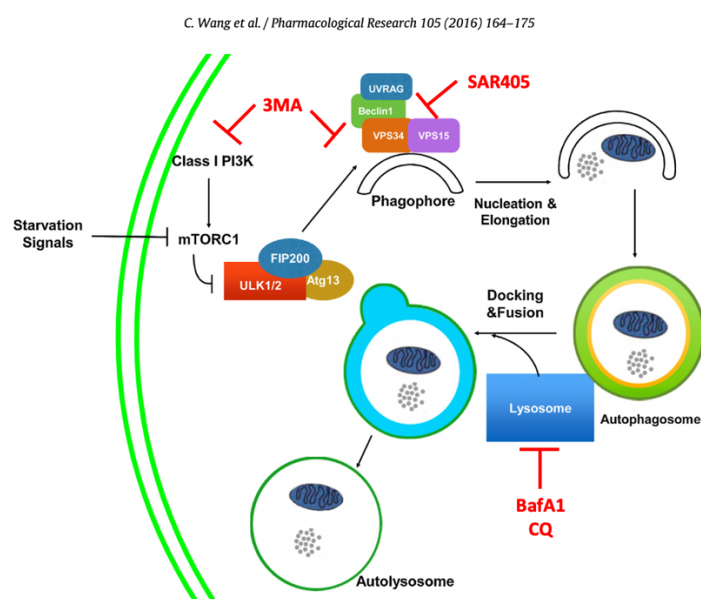 C. Wang et al. / Pharmacological Research 105 (2016) 164–175
3MA
SAR405
UVRAG
Beclin1
VPS34
VPS15
Class I PI3K
Phagophore
Nucleation &
Elongation
Starvation
Signals
mTORC1
FIP200
ULK1/2
Atg13
Docking
&Fusion
Lysosome
Autophagosome
BafA1
CQ
Autolysosome